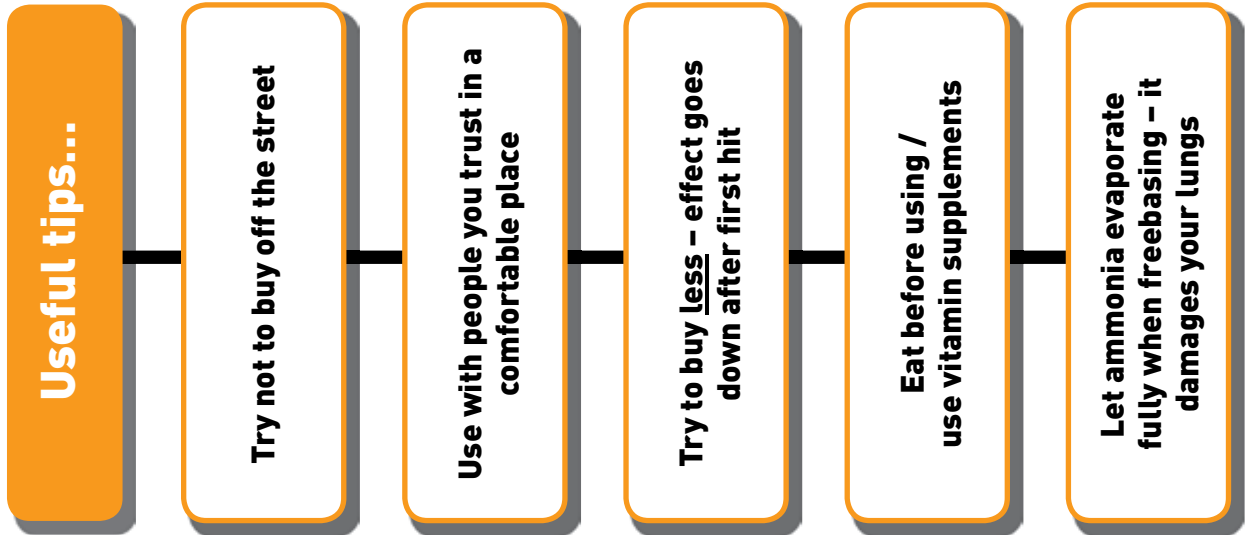 Useful tips...
Try not to buy off the street
Use with people you trust in a
comfortable place
Try to buy less – effect goes
down after first hit
Eat before using /
use vitamin supplements
Let ammonia evaporate
fully when freebasing – it
damages your lungs